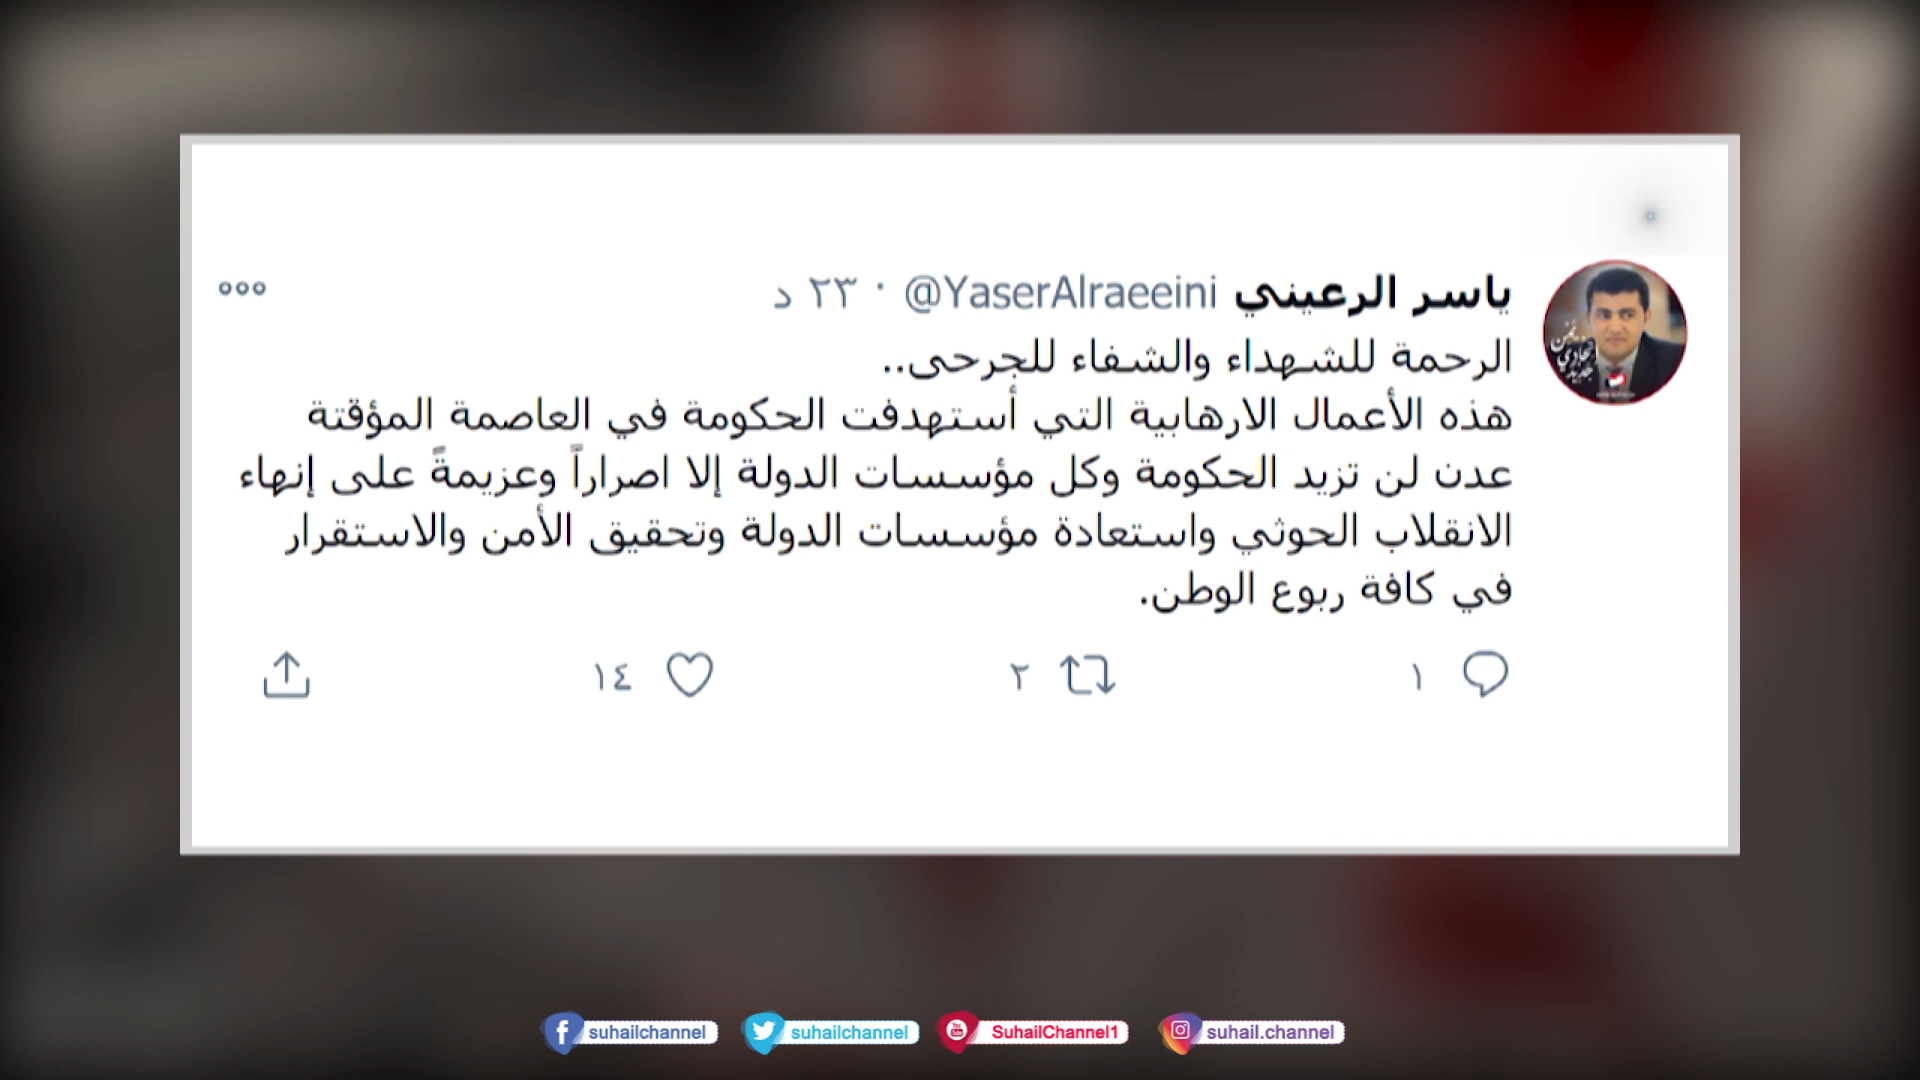 ياسر الرعيني @YaserAlraeeini · ٢٣ د
الرحمة للشهداء والشفاء للجرحى..
هذه الأعمال الارهابية التي أستهدفت الحكومة في العاصمة المؤقتة
عدن لن تزيد الحكومة وكل مؤسسات الدولة إلا اصراراً وعزيمةً على إنهاء
الانقلاب الحوثي واستعادة مؤسسات الدولة وتحقيق الأمن والاستقرار
في كافة ربوع الوطن.
١ ٢ ١٤
suhailchannel suhailchannel SuhailChannel1 suhail.channel